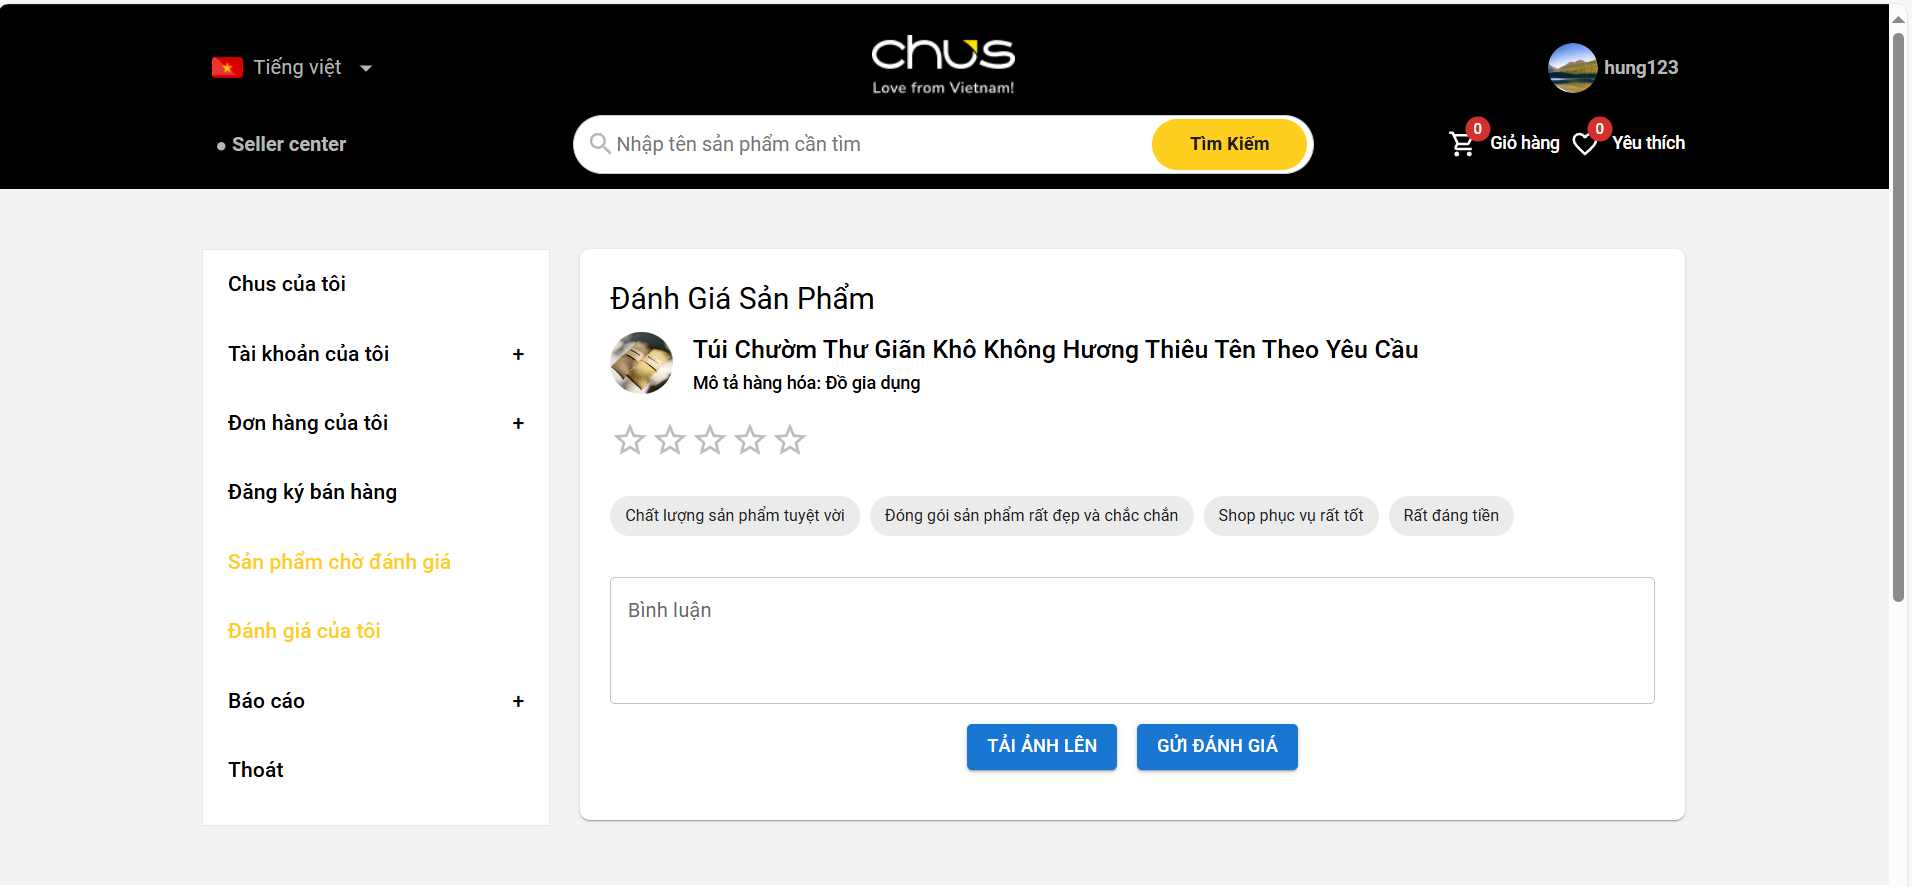 Tiếng việt
chus
Love from Vietnam!
hung123
Seller center
Nhập tên sản phẩm cần tìm
Tìm Kiếm
0
Giỏ hàng
0
Yêu thích
Chus của tôi
Tài khoản của tôi +
Đơn hàng của tôi +
Đăng ký bán hàng
Sản phẩm chờ đánh giá
Đánh giá của tôi
Báo cáo +
Thoát
Đánh Giá Sản Phẩm
Túi Chườm Thư Giãn Khô Không Hương Thiêu Tên Theo Yêu Cầu
Mô tả hàng hóa: Đồ gia dụng
Chất lượng sản phẩm tuyệt vời
Đóng gói sản phẩm rất đẹp và chắc chắn
Shop phục vụ rất tốt
Rất đáng tiền
Bình luận
TẢI ẢNH LÊN
GỬI ĐÁNH GIÁ